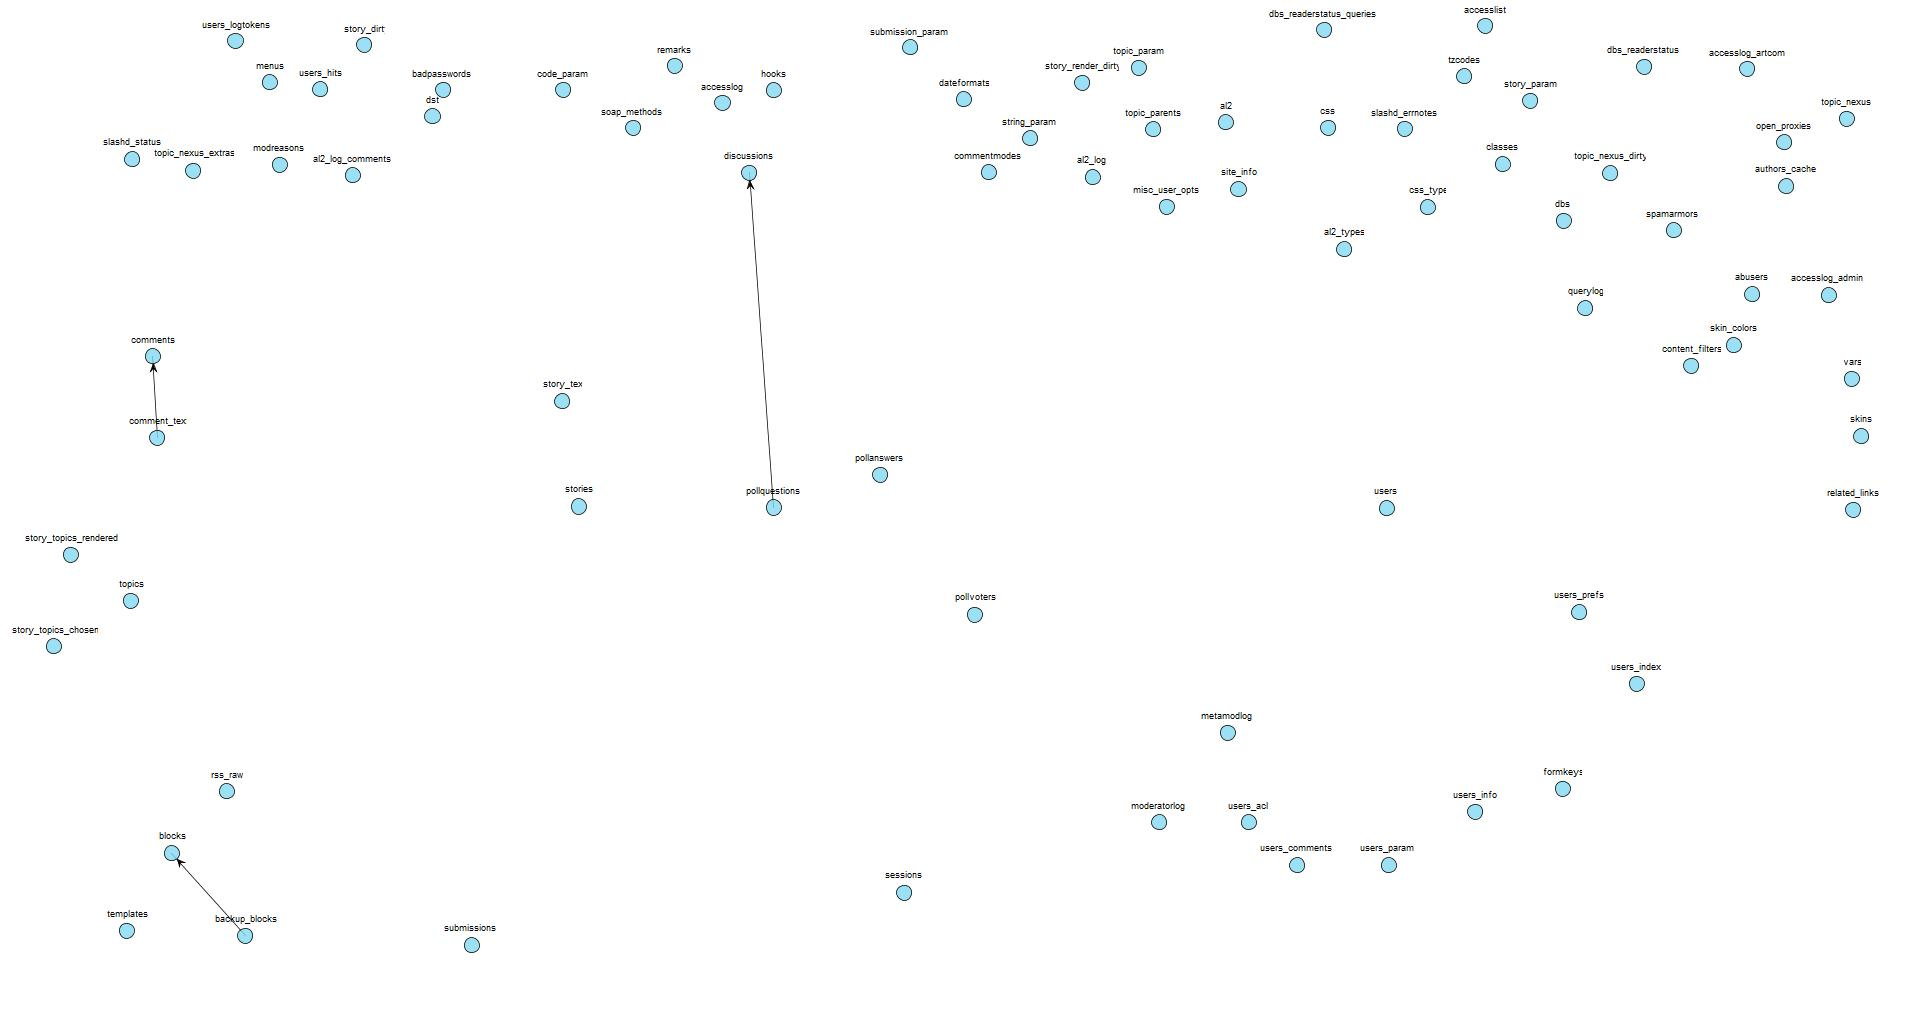 users_logtokens
story_dirt
menus
users_hits
badpasswords
dst
code_param
remarks
accesslog
hooks
soap_methods
submission_param
dateformats
story_render_dirty
topic_param
string_param
topic_parents
al2
dbs_readerstatus_queries
accesslist
tzcodes
story_param
dbs_readerstatus
accesslog_artcom
topic_nexus
open_proxies
css
slashd_errnotes
classes
topic_nexus_dirty
authors_cache
slashd_status
topic_nexus_extras
modreasons
al2_log_comments
discussions
commentmodes
al2_log
misc_user_opts
site_info
css_type
al2_types
dbs
spamarmors
querylog
abusers
accesslog_admin
skin_colors
content_filters
vars
comments
comment_tex
story_tex
skins
pollanswers
stories
pollquestions
users
related_links
story_topics_rendered
topics
story_topics_chosen
pollvoters
users_prefs
users_index
metamodlog
rss_raw
formkeys
users_info
moderatorlog
users_acl
users_comments
users_param
blocks
sessions
templates
backup_blocks
submissions